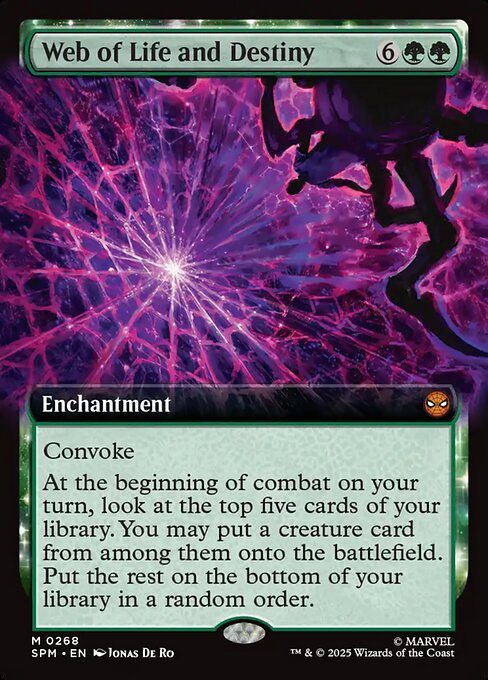 Web of Life and Destiny 6
Enchantment
Convoke
At the beginning of combat on your
turn, look at the top five cards of your
library. You may put a creature card
from among them onto the battlefield.
Put the rest on the bottom of your
library in a random order.
M 0268 © MARVEL
SPM • EN Jonas De Ro ™ & © 2025 Wizards of the Coast